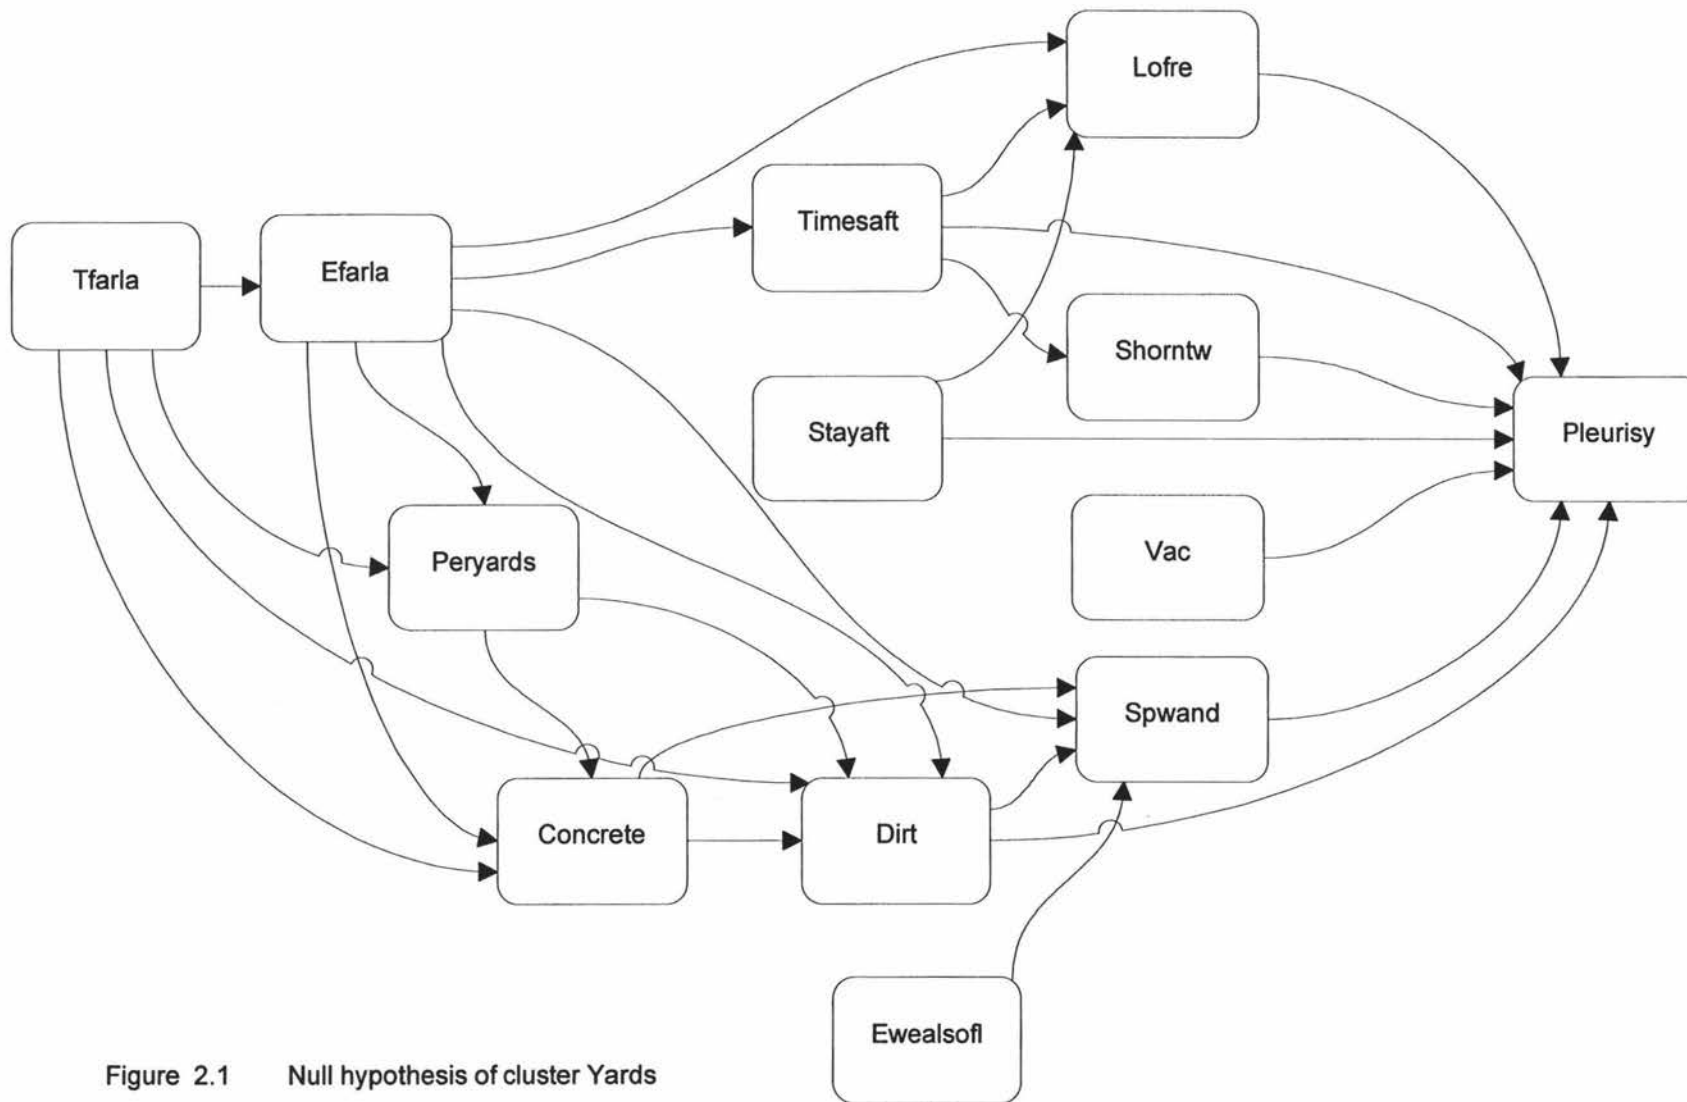 Lofre
Timesaft
Tfarla
Efarla
Shorntw
Stayaft
Pleurisy
Vac
Peryards
Spwand
Concrete
Dirt
Ewealsofl
Figure 2.1 Null hypothesis of cluster Yards